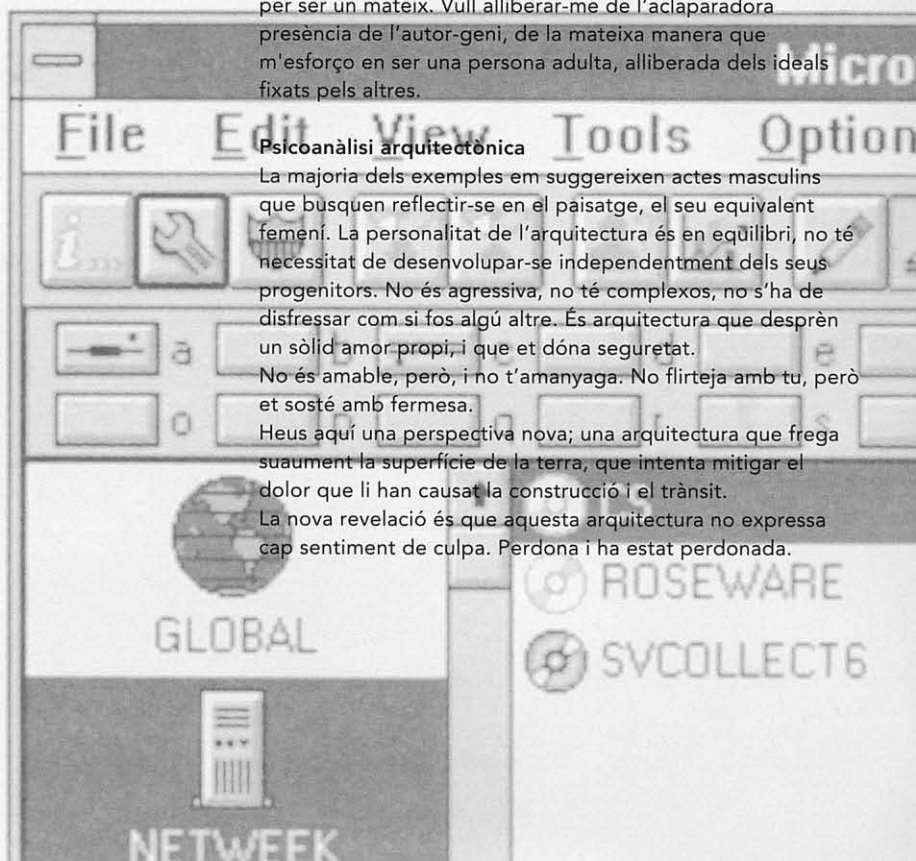 per ser un mateix. Vull alliberar-me de l'aclaparadora
presència de l'autor-geni, de la mateixa manera que
m'esforço en ser una persona adulta, alliberada dels ideals
fixats pels altres.
Micro
File Edit View Tools Option
Psicoanàlisi arquitectònica
La majoria dels exemples em suggereixen actes masculins
que busquen reflectir-se en el paisatge, el seu equivalent
femení. La personalitat de l'arquitectura és en equilibri, no té
necessitat de desenvolupar-se independentment dels seus
progenitors. No és agressiva, no té complexos, no s'ha de
disfressar com si fos algú altre. És arquitectura que desprèn
un sòlid amor propi, i que et dóna seguretat.
No és amable, però, i no t'amanyaga. No flirteja amb tu, però
et sosté amb fermesa.
Heus aquí una perspectiva nova; una arquitectura que frega
suaument la superfície de la terra, que intenta mitigar el
dolor que li han causat la construcció i el trànsit.
La nova revelació és que aquesta arquitectura no expressa
cap sentiment de culpa. Perdona i ha estat perdonada.
a
e
o
s
GLOBAL
ROSEWARE
SVCOLLECT6
NETWEEK